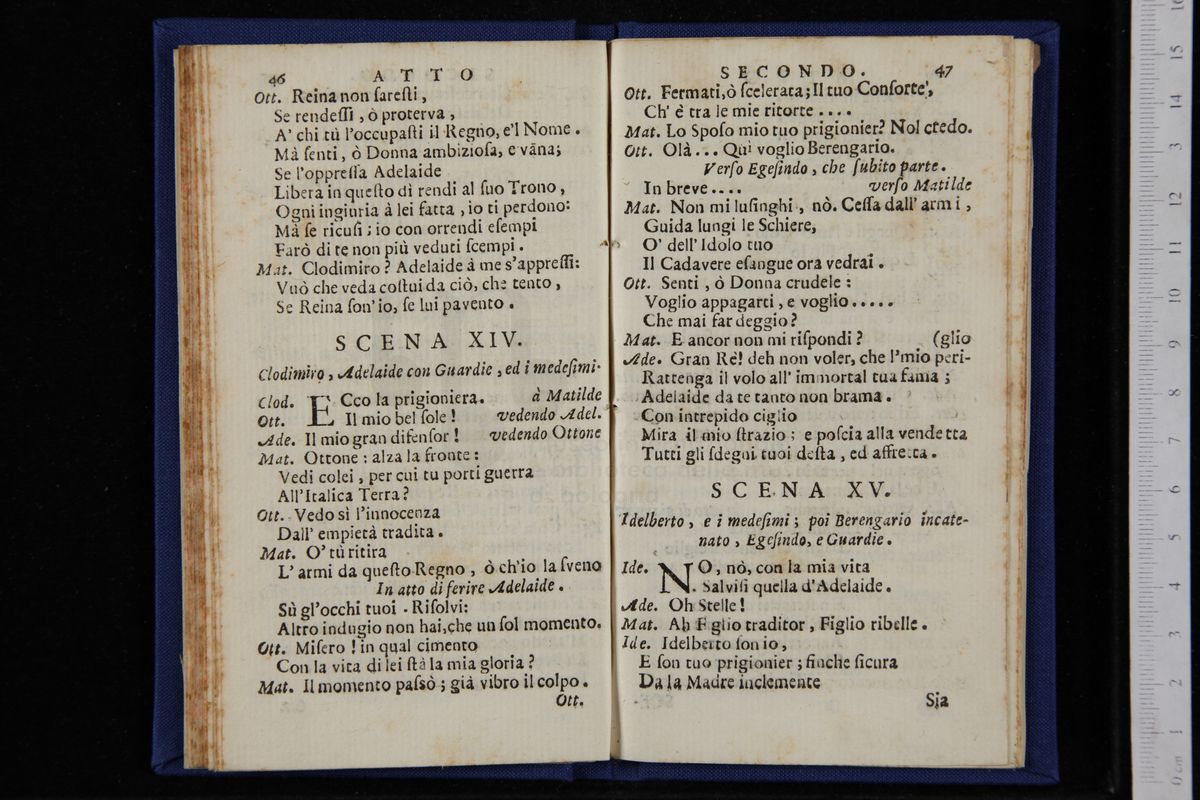 46 ATTO
Ott. Reina non saresti,
Se rendessi, ò proterva,
A' chi tù l'occupasti il Regno, e'l Nome.
Mà senti, ò Donna ambiziosa, e vāna;
Se l'oppressa Adelaide
Libera in questo dì rendi al suo Trono,
Ogni ingiuria à lei fatta, io ti perdono:
Mà se ricusi; io con orrendi esempi
Farò di te non più veduti scempi.
Mat. Clodimiro? Adelaide à me s'appressi:
Vuò che veda costui da ciò, che tento,
Se Reina son' io, se lui pavento.
SCENA XIV.
Clodimiro, Adelaide con Guardie, ed i medesimi.
Clod. ECco la prigioniera. à Matilde
Ott. Il mio bel sole! vedendo Adel.
Ade. Il mio gran difensor! vedendo Ottone
Mat. Ottone: alza la fronte:
Vedi colei, per cui tu porti guerra
All'Italica Terra?
Ott. Vedo sì l'innocenza
Dall' empietà tradita.
Mat. O' tù ritira
L' armi da questo Regno, ò ch'io la sveno
In atto di ferire Adelaide.
Sù gl'occhi tuoi. Risolvi:
Altro indugio non hai, che un sol momento.
Ott. Misero! in qual cimento
Con la vita di lei stà la mia gloria?
Mat. Il momento passò; già vibro il colpo.
Ott.
SECONDO. 47
Ott. Fermati, ò scelerata; Il tuo Consorte',
Ch' è tra le mie ritorte ....
Mat. Lo Sposo mio tuo prigionier? Nol credo.
Ott. Olà... Quì voglio Berengario.
Verso Egesindo, che subito parte.
In breve.... verso Matilde
Mat. Non mi lusinghi, nò. Cessa dall' armi,
Guida lungi le Schiere,
O' dell' Idolo tuo
Il Cadavere esangue ora vedrai.
Ott. Senti, ò Donna crudele:
Voglio appagarti, e voglio.....
Che mai far deggio?
Mat. E ancor non mi rispondi? (glio
Ade. Gran Rè! deh non voler, che l'mio peri-
Rattenga il volo all' immortal tua fama;
Adelaide da te tanto non brama.
Con intrepido ciglio
Mira il mio strazio; e poscia alla vendetta
Tutti gli sdegni tuoi desta, ed affretta.
SCENA XV.
Idelberto, e i medesimi; poi Berengario incate-
nato, Egesindo, e Guardie.
Ide. NO, nò, con la mia vita
Salvisi quella d'Adelaide.
Ade. Oh Stelle!
Mat. Ah Figlio traditor, Figlio ribelle.
Ide. Idelberto son io,
E son tuo prigionier; finche sicura
Da la Madre inclemente
Sia